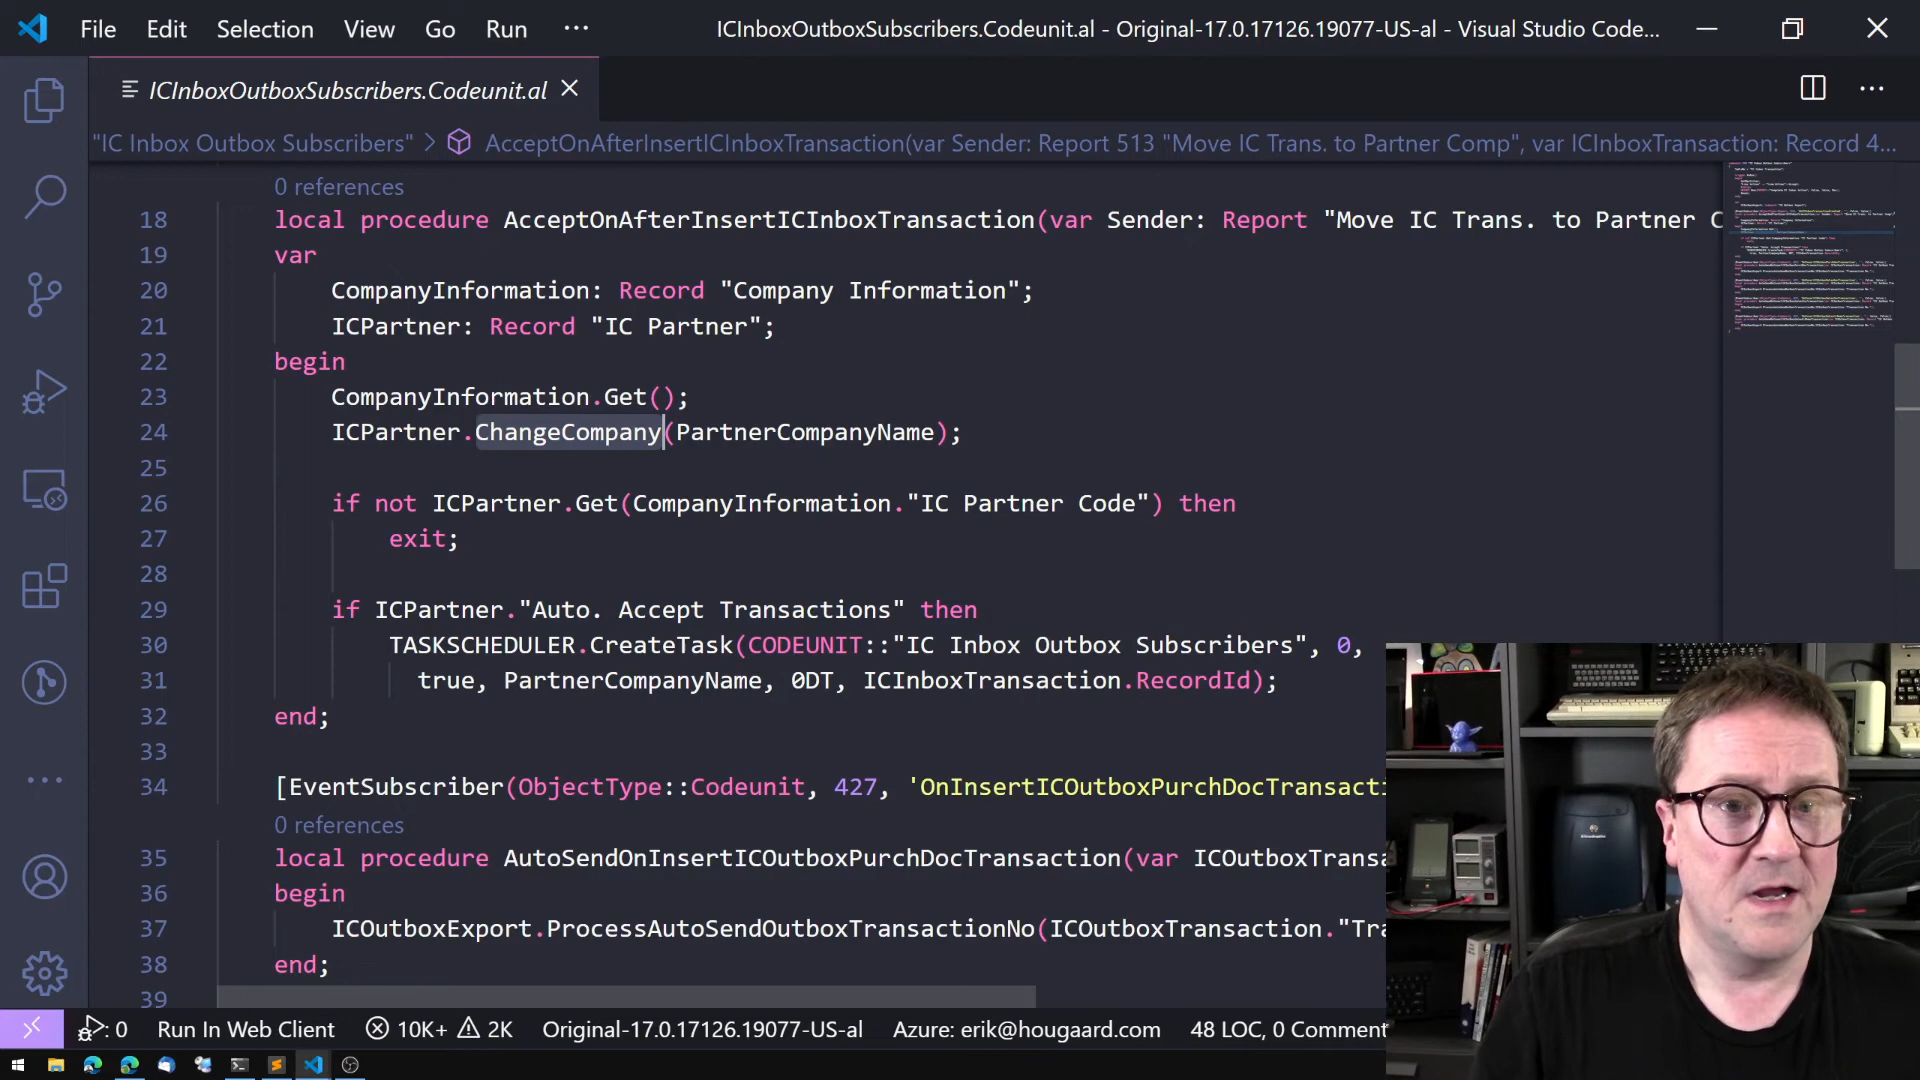 File Edit Selection View Go Run ··· ICInboxOutboxSubscribers.Codeunit.al - Original-17.0.17126.19077-US-al - Visual Studio Code...
ICInboxOutboxSubscribers.Codeunit.al
"IC Inbox Outbox Subscribers" > AcceptOnAfterInsertICInboxTransaction(var Sender: Report 513 "Move IC Trans. to Partner Comp", var ICInboxTransaction: Record 4...
0 references
18 local procedure AcceptOnAfterInsertICInboxTransaction(var Sender: Report "Move IC Trans. to Partner C
19 var
20 CompanyInformation: Record "Company Information";
21 ICPartner: Record "IC Partner";
22 begin
23 CompanyInformation.Get();
24 ICPartner.ChangeCompany(PartnerCompanyName);
25
26 if not ICPartner.Get(CompanyInformation."IC Partner Code") then
27 exit;
28
29 if ICPartner."Auto. Accept Transactions" then
30 TASKSCHEDULER.CreateTask(CODEUNIT::"IC Inbox Outbox Subscribers", 0,
31 true, PartnerCompanyName, 0DT, ICInboxTransaction.RecordId);
32 end;
33
34 [EventSubscriber(ObjectType::Codeunit, 427, 'OnInsertICOutboxPurchDocTransacti
0 references
35 local procedure AutoSendOnInsertICOutboxPurchDocTransaction(var ICOutboxTransa
36 begin
37 ICOutboxExport.ProcessAutoSendOutboxTransactionNo(ICOutboxTransaction."Tra
38 end;
39
: 0 Run In Web Client 10K+ 2K Original-17.0.17126.19077-US-al Azure: erik@hougaard.com 48 LOC, 0 Comment